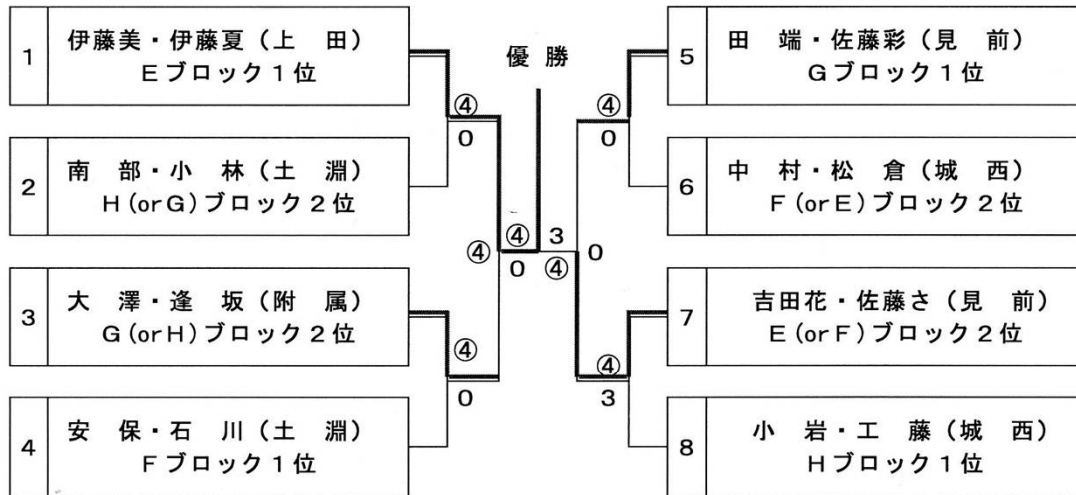 優 勝
1
伊藤美・伊藤夏（上　田）
Eブロック１位
2
南　部・小　林（土　淵）
H(orG)ブロック２位
3
大　澤・逢　坂（附　属）
G(orH)ブロック２位
4
安　保・石　川（土　淵）
Fブロック１位
④
0
④
0
④
④ 3
0 ④
0
④
0
④
3
5
田　端・佐藤彩（見　前）
Gブロック１位
6
中　村・松　倉（城　西）
F(orE)ブロック２位
7
吉田花・佐藤さ（見　前）
E(orF)ブロック２位
8
小　岩・工　藤（城　西）
Hブロック１位